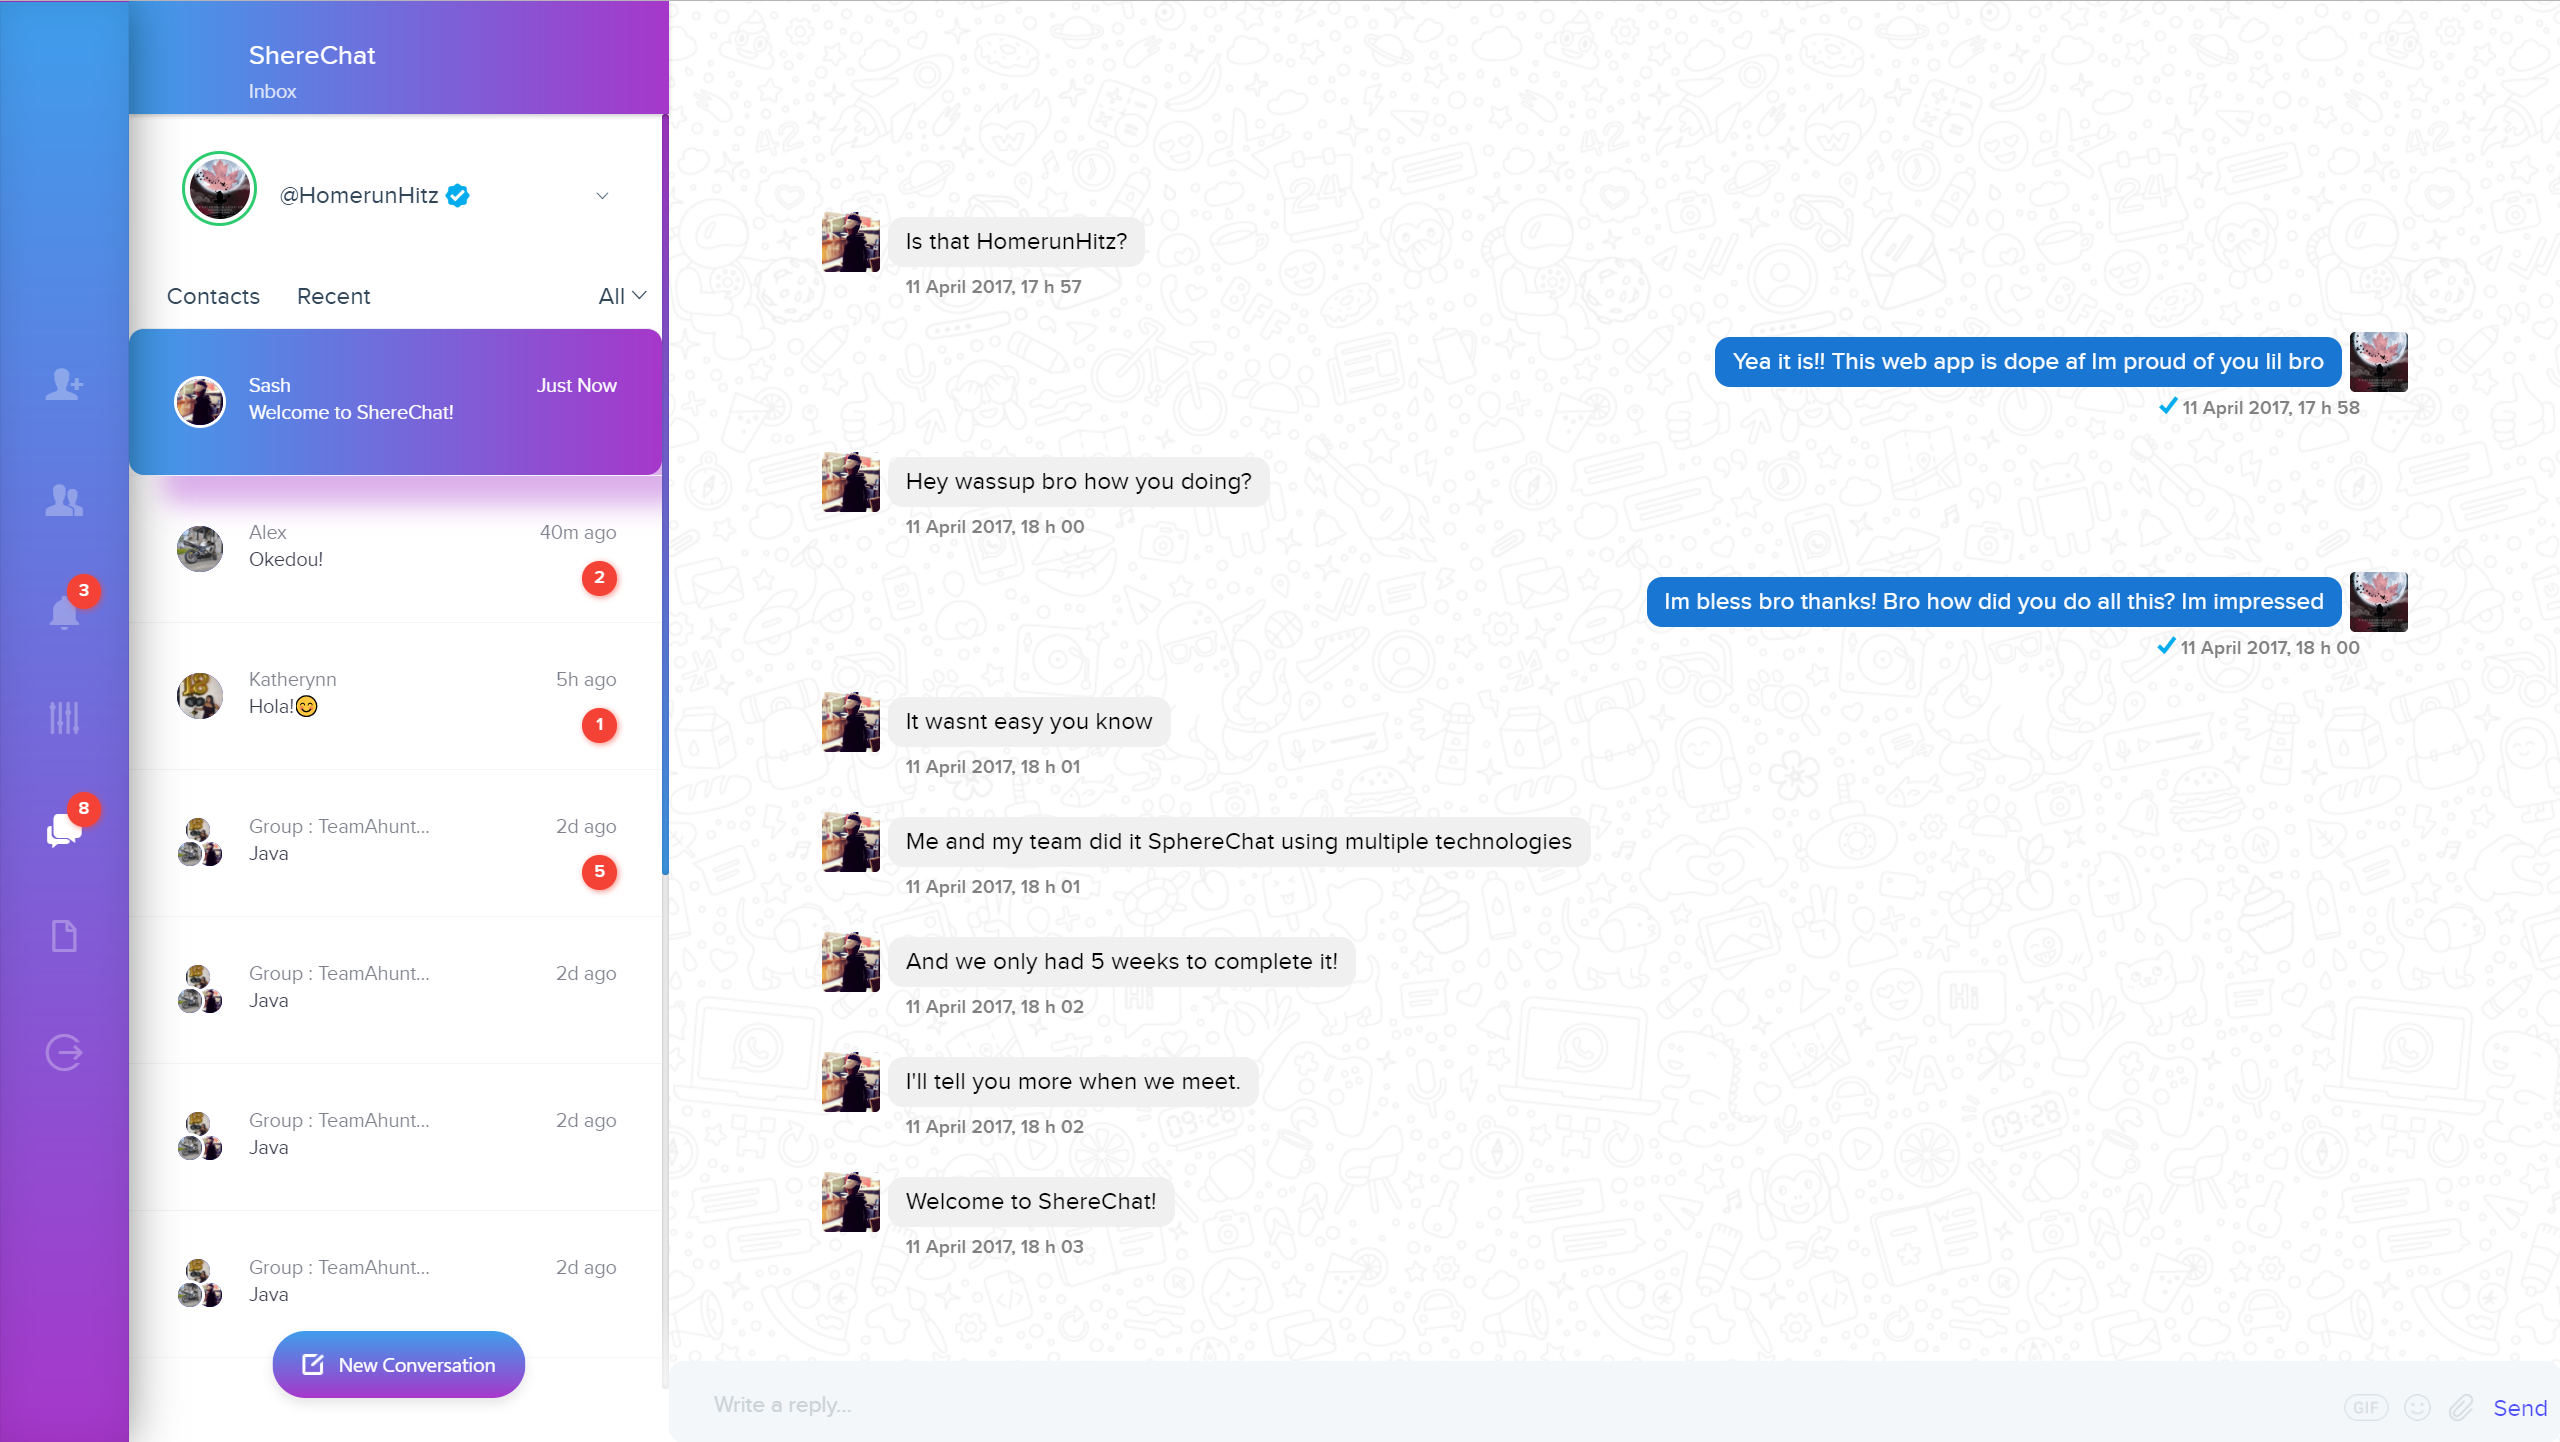 ShereChat
Inbox
@HomerunHitz
Contacts
Recent
All
Sash
Just Now
Welcome to ShereChat!
Alex
40m ago
Okedou!
2
3
Katherynn
5h ago
Hola!😊
1
8
Group : TeamAhunt...
2d ago
Java
5
Group : TeamAhunt...
2d ago
Java
Group : TeamAhunt...
2d ago
Java
Group : TeamAhunt...
2d ago
Java
New Conversation
Is that HomerunHitz?
11 April 2017, 17 h 57
Yea it is!! This web app is dope af Im proud of you lil bro
11 April 2017, 17 h 58
Hey wassup bro how you doing?
11 April 2017, 18 h 00
Im bless bro thanks! Bro how did you do all this? Im impressed
11 April 2017, 18 h 00
It wasnt easy you know
11 April 2017, 18 h 01
Me and my team did it SphereChat using multiple technologies
11 April 2017, 18 h 01
And we only had 5 weeks to complete it!
11 April 2017, 18 h 02
I'll tell you more when we meet.
11 April 2017, 18 h 02
Welcome to ShereChat!
11 April 2017, 18 h 03
Write a reply...
GIF
Send